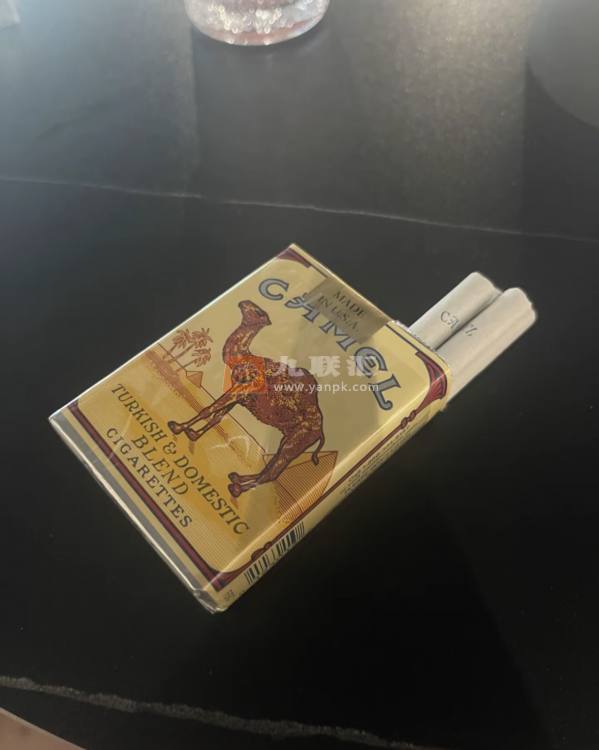 CAMEL
MADE
IN U.S.A.
九联汇
www.yanpk.com
TURKISH & DOMESTIC
BLEND
CIGARETTES